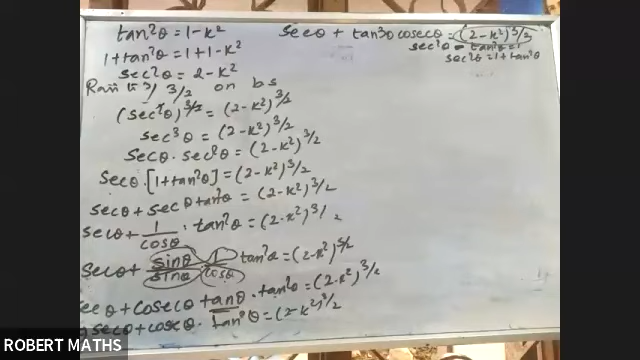 tan²θ = 1-k²
secθ + tan³θ cosecθ = (2-k²)^3/2
1+tan²θ = 1+1-k²
sec²θ - tan²θ = 1
sec²θ = 2-k²
sec²θ = 1+tan²θ
3/2 on bs
(sec²θ)^3/2 = (2-k²)^3/2
sec³θ = (2-k²)^3/2
secθ . sec²θ = (2-k²)^3/2
secθ . [1+tan²θ] = (2-k²)^3/2
secθ + secθ tan²θ = (2-k²)^3/2
secθ + 1/cosθ . tan²θ = (2-k²)^3/2
secθ + sinθ/sinθ . 1/cosθ tan²θ = (2-k²)^3/2
secθ + cosecθ tanθ . tan²θ = (2-k²)^3/2
secθ + cosecθ . tan³θ = (2-k²)^3/2
ROBERT MATHS